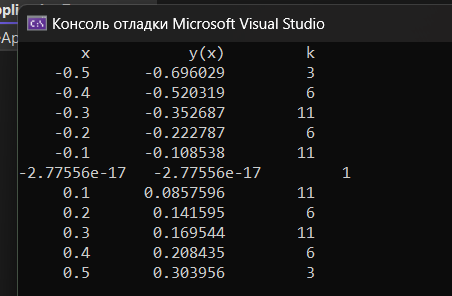 Консоль отладки Microsoft Visual Studio
x y(x) k
-0.5 -0.696029 3
-0.4 -0.520319 6
-0.3 -0.352687 11
-0.2 -0.222787 6
-0.1 -0.108538 11
-2.77556e-17 -2.77556e-17 1
0.1 0.0857596 11
0.2 0.141595 6
0.3 0.169544 11
0.4 0.208435 6
0.5 0.303956 3